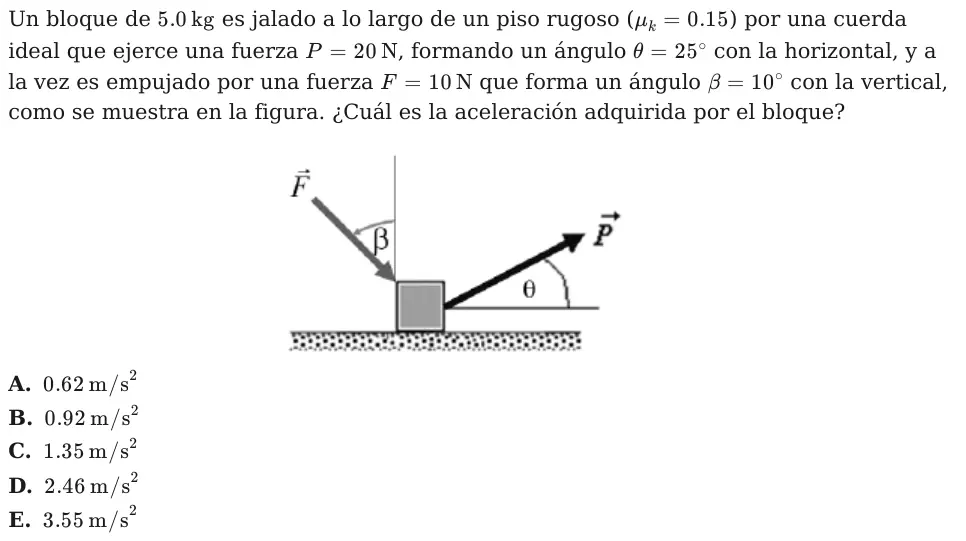 Un bloque de 5.0 kg es jalado a lo largo de un piso rugoso (μₖ = 0.15) por una cuerda
ideal que ejerce una fuerza P = 20 N, formando un ángulo θ = 25° con la horizontal, y a
la vez es empujado por una fuerza F = 10 N que forma un ángulo β = 10° con la vertical,
como se muestra en la figura. ¿Cuál es la aceleración adquirida por el bloque?
F⃗
β
P⃗
θ
A. 0.62 m/s²
B. 0.92 m/s²
C. 1.35 m/s²
D. 2.46 m/s²
E. 3.55 m/s²